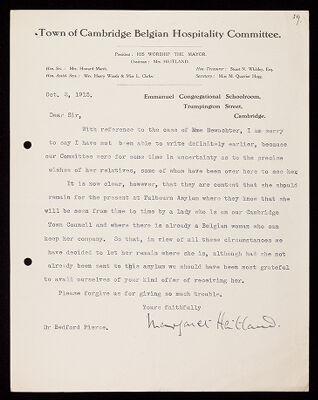 19.
Town of Cambridge Belgian Hospitality Committee.
President : HIS WORSHIP THE MAYOR.
Chairman : Mrs. HEITLAND.
Hon. Sec. : Mrs. Howard Marsh.
Hon. Treasurer : Stuart N. Whibley, Esq.
Hon. Assist. Secs. : Mrs. Harry Woods & Miss L. Clarke.
Secretary : Miss M. Quarrier Hogg.
Oct. 2, 1915.
Emmanuel Congregational Schoolroom,
Trumpington Street,
Cambridge.
Dear Sir,
With reference to the case of Mme Dewachter, I am sorry
to say I have not been able to write definitely earlier, because
our Committee were for some time in uncertainty as to the precise
wishes of her relatives, some of whom have been over here to see her
It is now clear, however, that they are content that she should
remain for the present at Fulbourn Asylum where they know that she
will be seen from time to time by a lady who is on our Cambridge
Town Council and where there is already a Belgian woman who can
keep her company. So that, in view of all these circumstances we
have decided to let her remain where she is, although had she not
already been sent to this asylum we should have been most grateful
to avail ourselves of your kind offer of receiving her.
Please forgive us for giving so much trouble.
Yours faithfully
Margaret Heitland.
Dr Bedford Pierce.